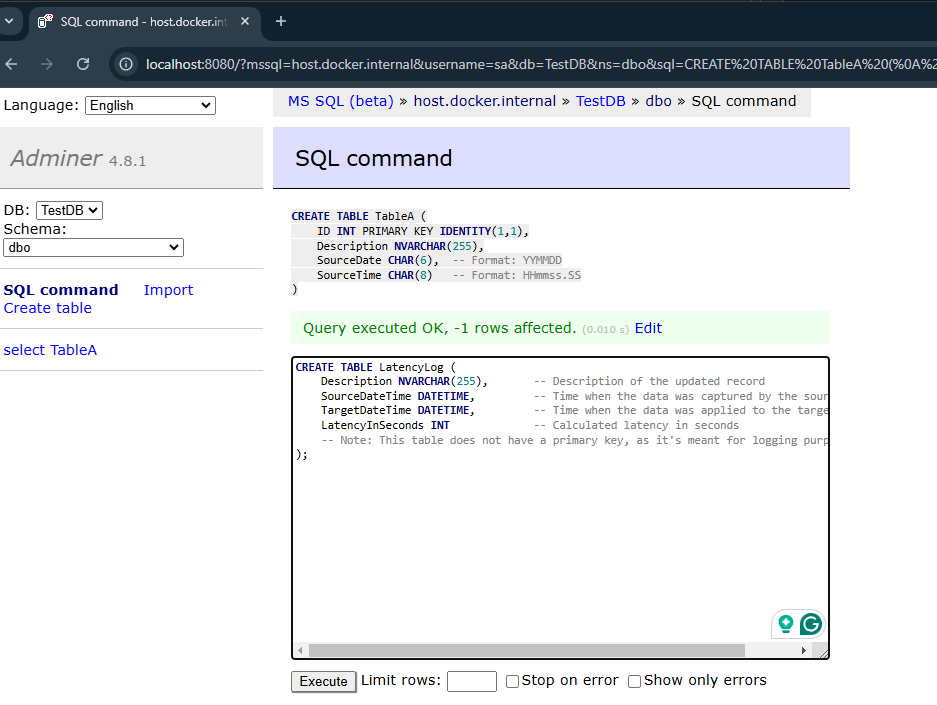 SQL command - host.docker.int
localhost:8080/?mssql=host.docker.internal&username=sa&db=TestDB&ns=dbo&sql=CREATE%20TABLE%20TableA%20(%0A%2
Language: English
MS SQL (beta) » host.docker.internal » TestDB » dbo » SQL command
Adminer 4.8.1
SQL command
DB: TestDB
Schema:
dbo
SQL command Import
Create table
select TableA
CREATE TABLE TableA (
    ID INT PRIMARY KEY IDENTITY(1,1),
    Description NVARCHAR(255),
    SourceDate CHAR(6),  -- Format: YYMMDD
    SourceTime CHAR(8)   -- Format: HHmmss.SS
)
Query executed OK, -1 rows affected. (0.010 s) Edit
CREATE TABLE LatencyLog (
    Description NVARCHAR(255),       -- Description of the updated record
    SourceDateTime DATETIME,         -- Time when the data was captured by the sour
    TargetDateTime DATETIME,         -- Time when the data was applied to the targe
    LatencyInSeconds INT             -- Calculated latency in seconds
    -- Note: This table does not have a primary key, as it's meant for logging purp
);
Execute Limit rows: Stop on error Show only errors